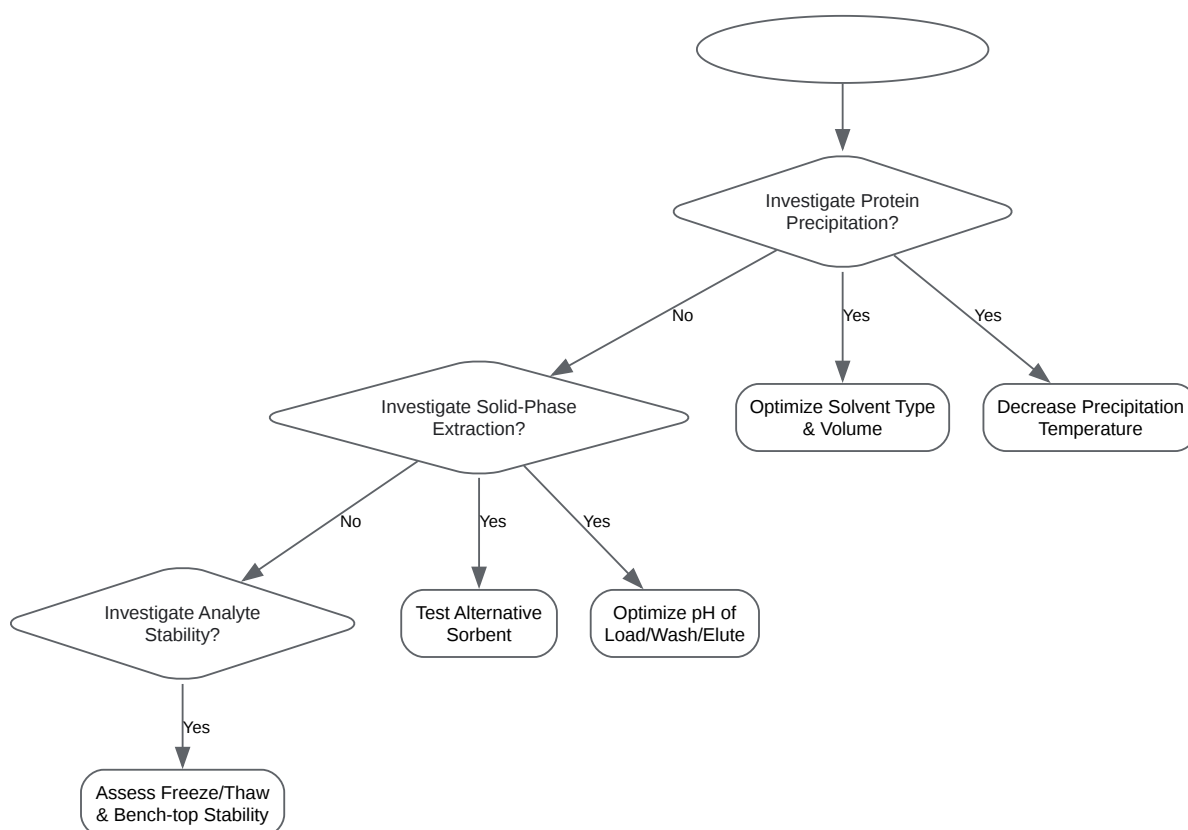 Investigate Protein
Precipitation?
No
Yes
Yes
Investigate Solid-Phase
Extraction?
Optimize Solvent Type
& Volume
Decrease Precipitation
Temperature
No
Yes
Yes
Investigate Analyte
Stability?
Test Alternative
Sorbent
Optimize pH of
Load/Wash/Elute
Yes
Assess Freeze/Thaw
& Bench-top Stability